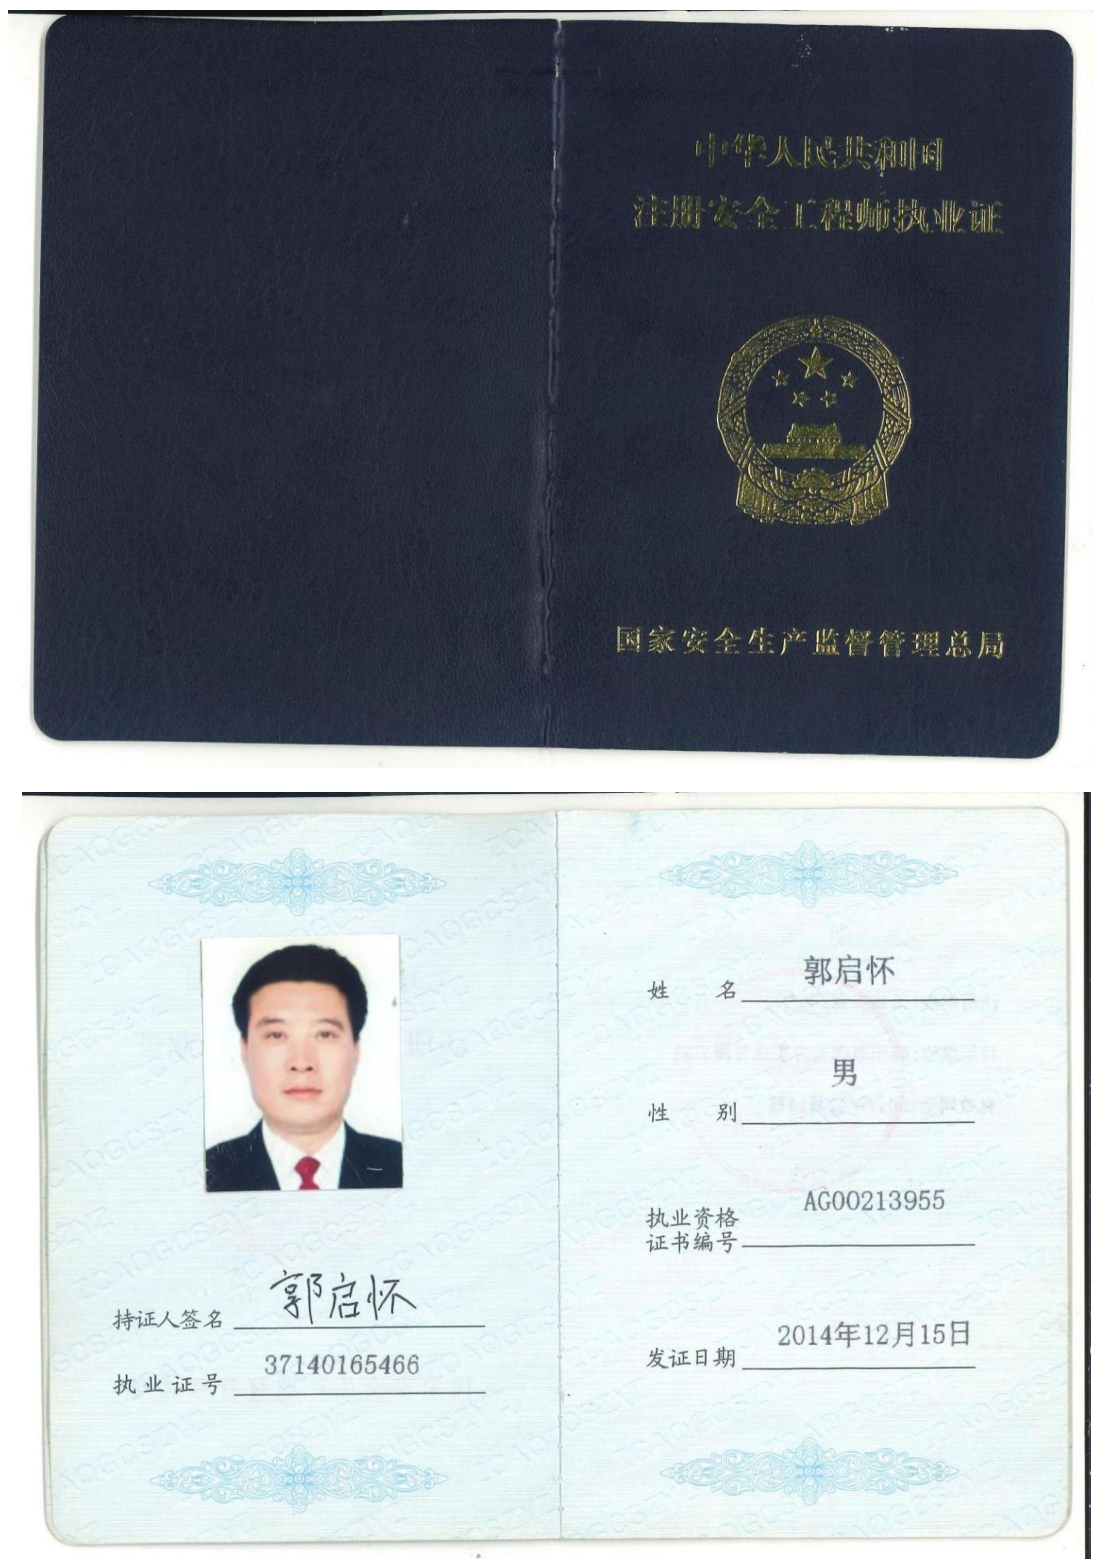 中华人民共和国
注册安全工程师执业证
国家安全生产监督管理总局
持证人签名 郭启怀
执业证号 37140165466
姓名 郭启怀
性别 男
执业资格
证书编号 AG00213955
发证日期 2014年12月15日